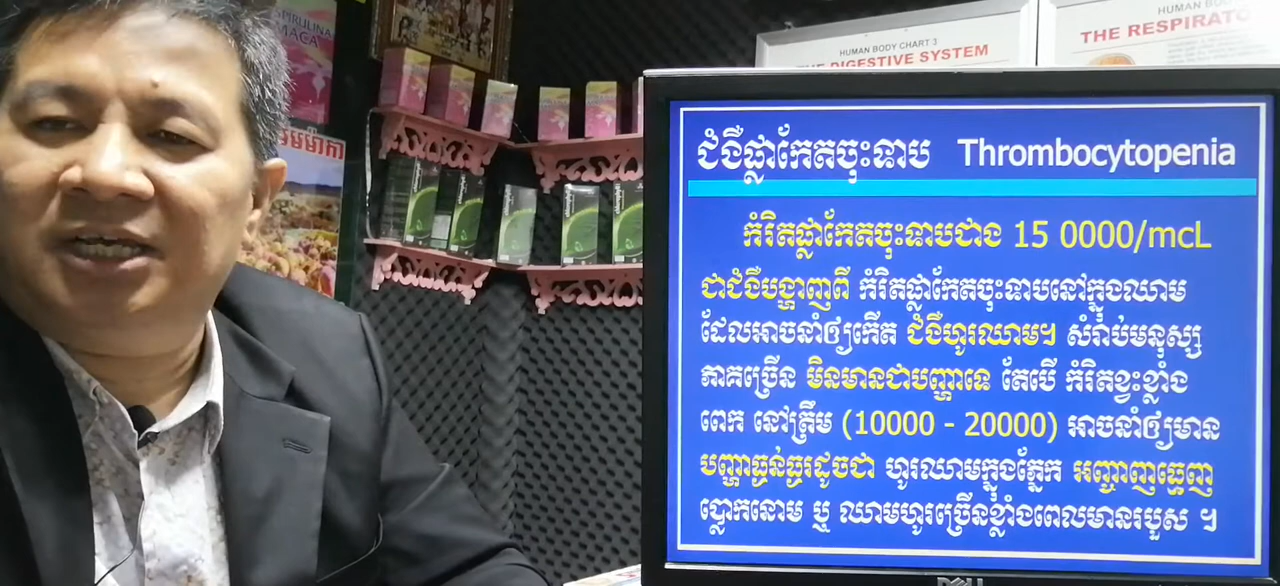 SPIRULINA
MACA
HUMAN BODY CHART 3
THE DIGESTIVE SYSTEM
HUMAN BODY
THE RESPIRATO
ជំងឺផ្លាកែតចុះទាប Thrombocytopenia
កំរិតផ្លាកែតចុះទាបជាង 15 0000/mcL
ជាជំងឺបង្ហាញពី កំរិតផ្លាកែតចុះទាបនៅក្នុងឈាម
ដែលអាចនាំឲ្យកើត ជំងឺហូរឈាម។ សំរាប់មនុស្ស
ភាគច្រើន មិនមានជាបញ្ហាទេ តែបើ កំរិតខ្វះខ្លាំង
ពេក នៅត្រឹម (10000 - 20000) អាចនាំឲ្យមាន
បញ្ហាធ្ងន់ធ្ងរដូចជា ហូរឈាមក្នុងភ្នែក អញ្ចាញធ្មេញ
ប្លោកនោម ឬ ឈាមហូរច្រើនខ្លាំងពេលមានរបួស ។